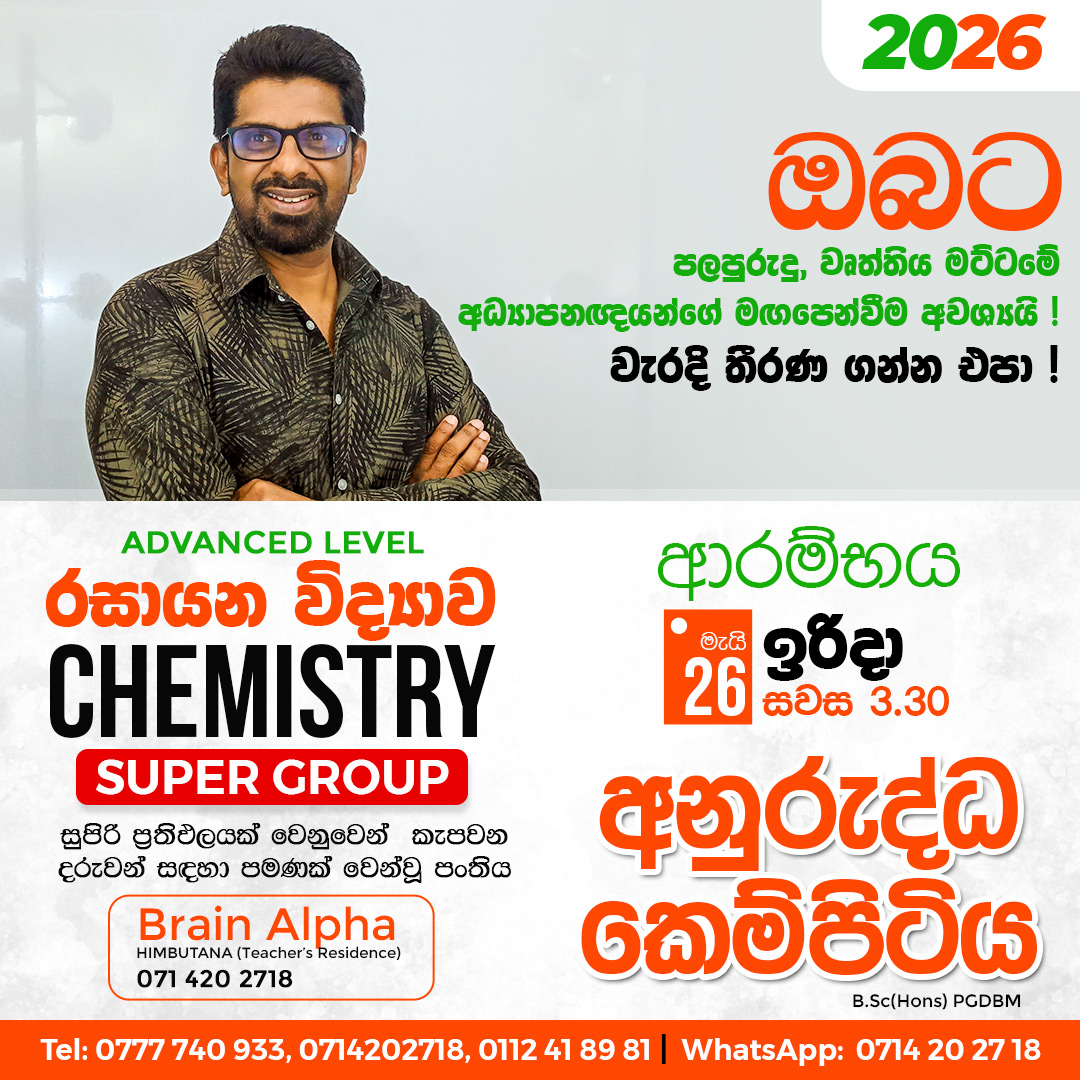 2026
ඔබට
පලපුරුදු, වෘත්තිය මට්ටමේ
අධ්‍යාපනඥයන්ගේ මඟපෙන්වීම අවශ්‍යයි !
වැරදි තීරණ ගන්න එපා !
ADVANCED LEVEL
රසායන විද්‍යාව
CHEMISTRY
SUPER GROUP
සුපිරි ප්‍රතිඵලයක් වෙනුවෙන් කැපවන
දරුවන් සඳහා පමණක් වෙන්වූ පංතිය
Brain Alpha
HIMBUTANA (Teacher's Residence)
071 420 2718
ආරම්භය
මැයි
26
ඉරිදා
සවස 3.30
අනුරුද්ධ
කෙම්පිටිය
B.Sc(Hons) PGDBM
Tel: 0777 740 933, 0714202718, 0112 41 89 81 | WhatsApp: 0714 20 27 18